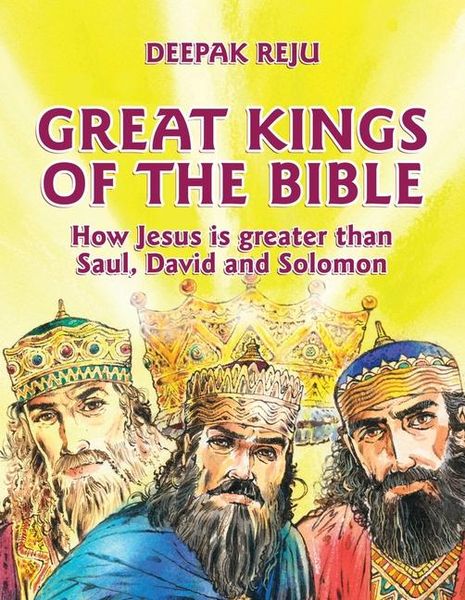 DEEPAK REJU
GREAT KINGS
OF THE BIBLE
How Jesus is greater than
Saul, David and Solomon